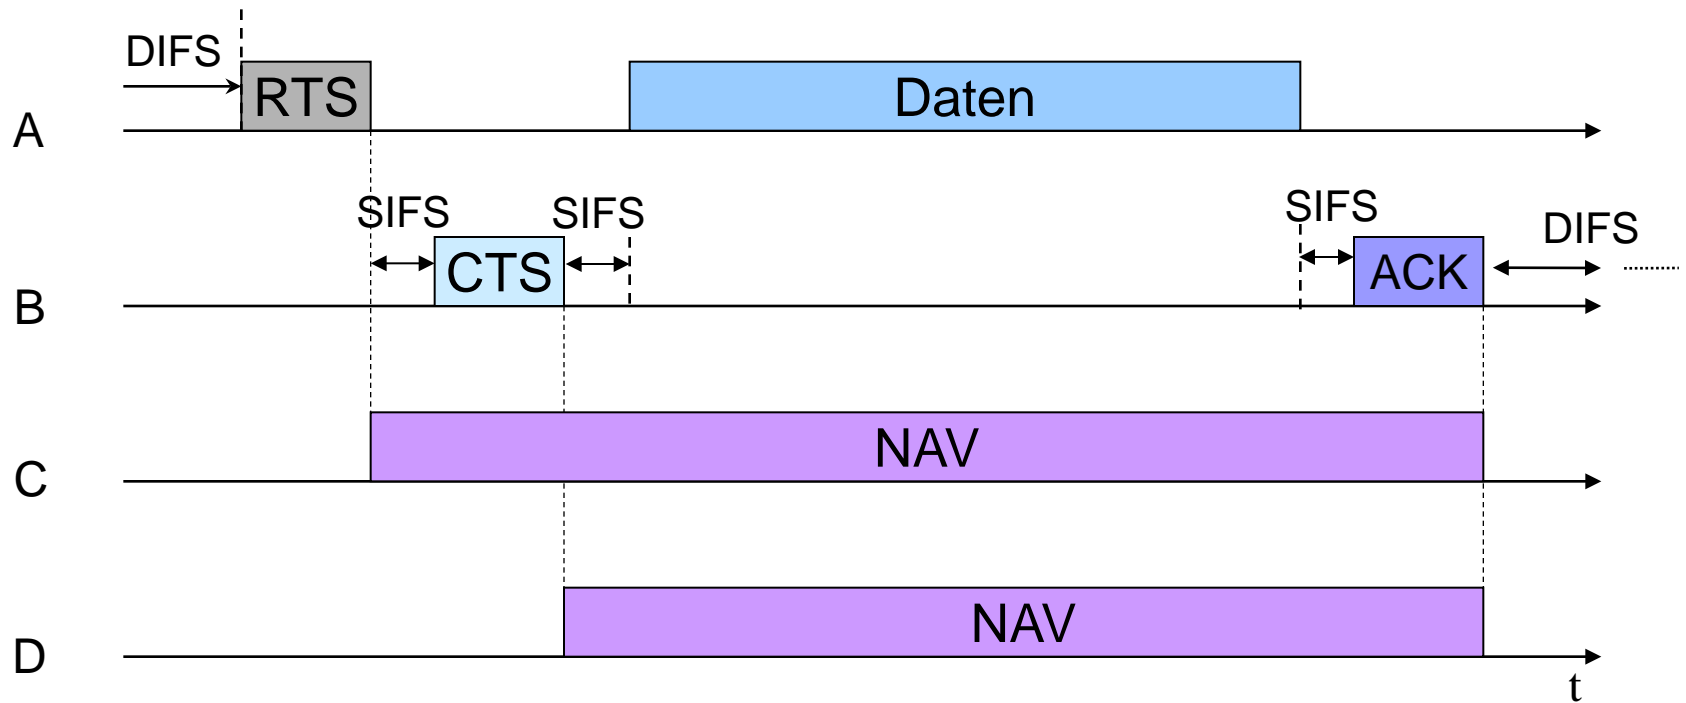 DIFS
RTS
Daten
A
SIFS
SIFS
SIFS
DIFS
CTS
ACK
B
NAV
C
NAV
D
t